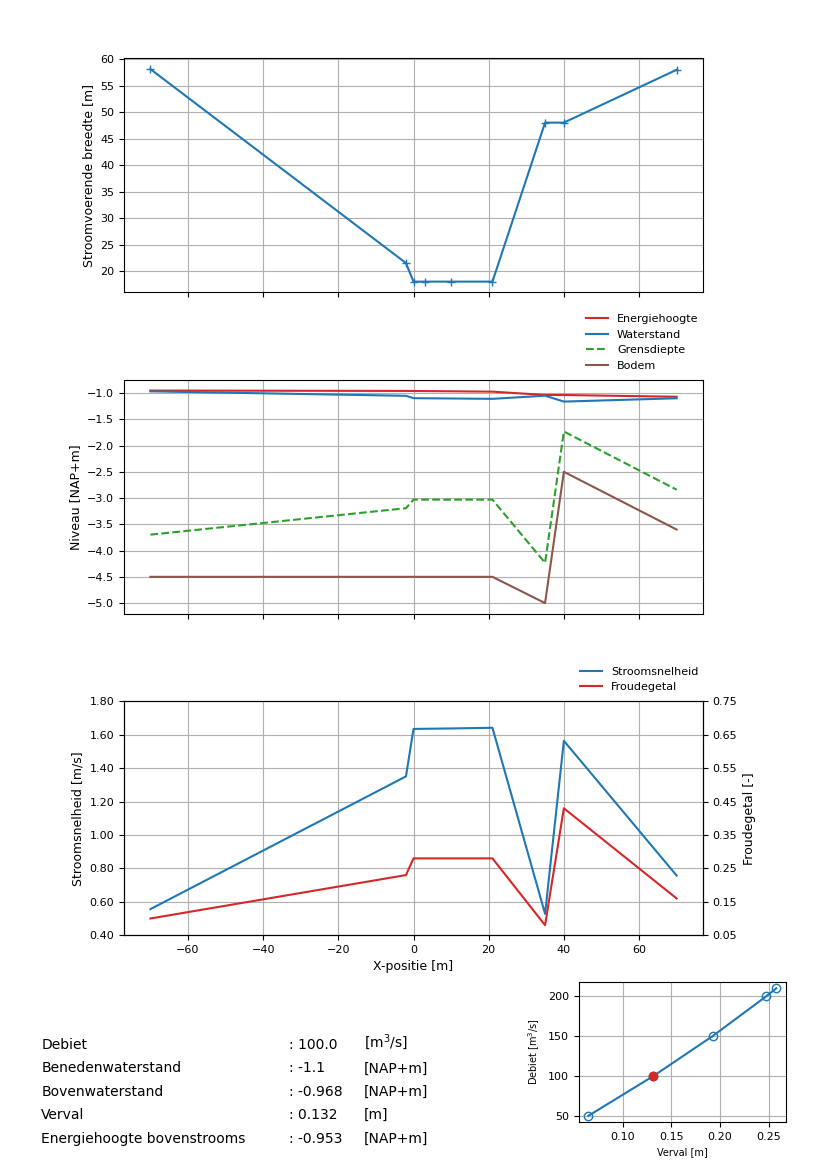 60
55
50
45
40
35
30
25
20
Stroomvoerende breedte [m]
Energiehoogte
Waterstand
Grensdiepte
Bodem
−1.0
−1.5
−2.0
−2.5
−3.0
−3.5
−4.0
−4.5
−5.0
Niveau [NAP+m]
Stroomsnelheid
Froudegetal
1.80
1.60
1.40
1.20
1.00
0.80
0.60
0.40
Stroomsnelheid [m/s]
0.75
0.65
0.55
0.45
0.35
0.25
0.15
0.05
Froudegetal [-]
−60 −40 −20 0 20 40 60
X-positie [m]
Debiet : 100.0 [m³/s]
Benedenwaterstand : -1.1 [NAP+m]
Bovenwaterstand : -0.968 [NAP+m]
Verval : 0.132 [m]
Energiehoogte bovenstrooms : -0.953 [NAP+m]
200
150
100
50
Debiet [m³/s]
0.10 0.15 0.20 0.25
Verval [m]